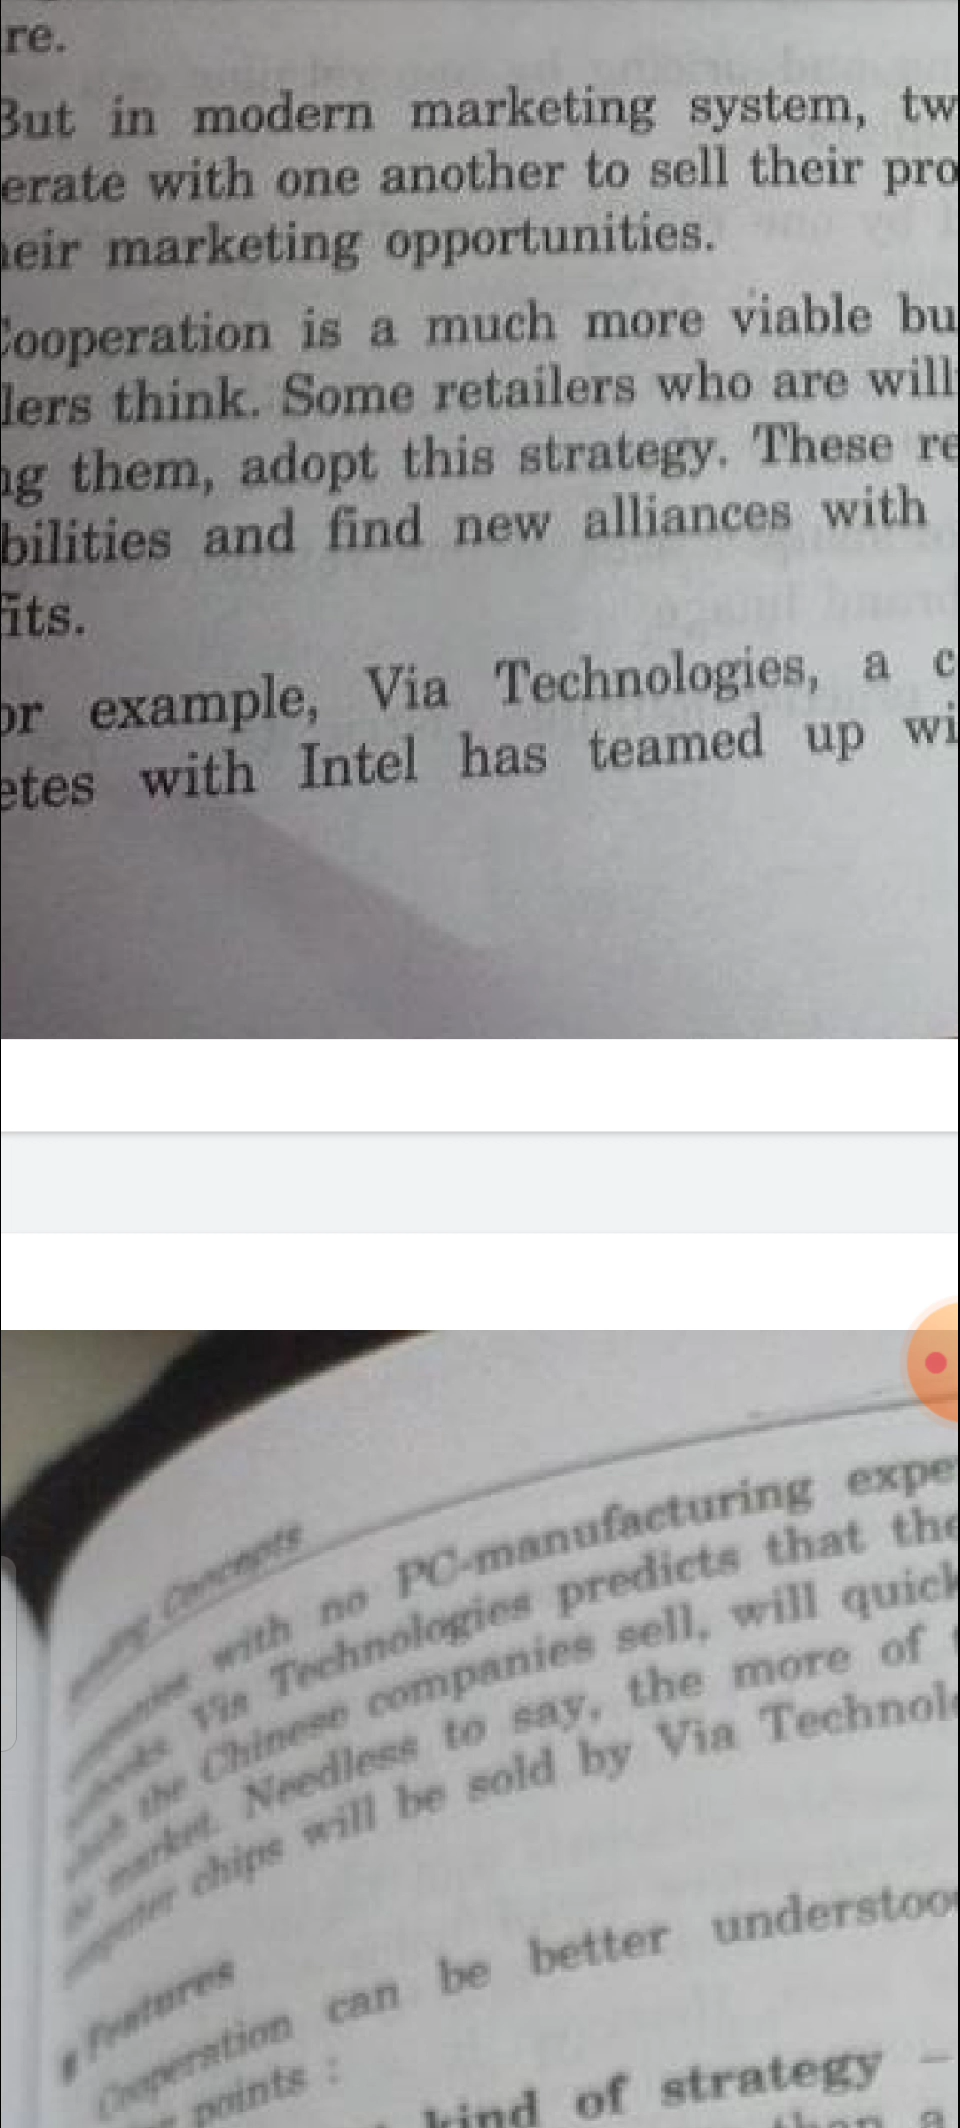 re.
But in modern marketing system, tw
erate with one another to sell their pro
heir marketing opportunities.
Cooperation is a much more viable bu
lers think. Some retailers who are will
ng them, adopt this strategy. These re
bilities and find new alliances with
fits.
or example, Via Technologies, a c
etes with Intel has teamed up wi
Concepts
with no PC-manufacturing expe
Via Technologies predicts that the
the Chinese companies sell, will quick
market. Needless to say, the more of
chips will be sold by Via Technol
Features
Cooperation can be better understoo
points :
kind of strategy –
than a